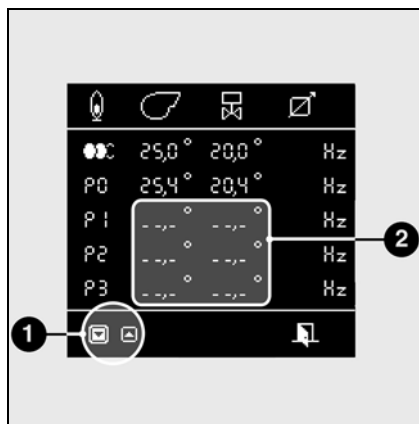 25,0° 20,0° Hz
P0 25,4° 20,4° Hz
P1 --,-° --,-° Hz
P2 --,-° --,-° Hz
P3 --,-° --,-° Hz
1
2